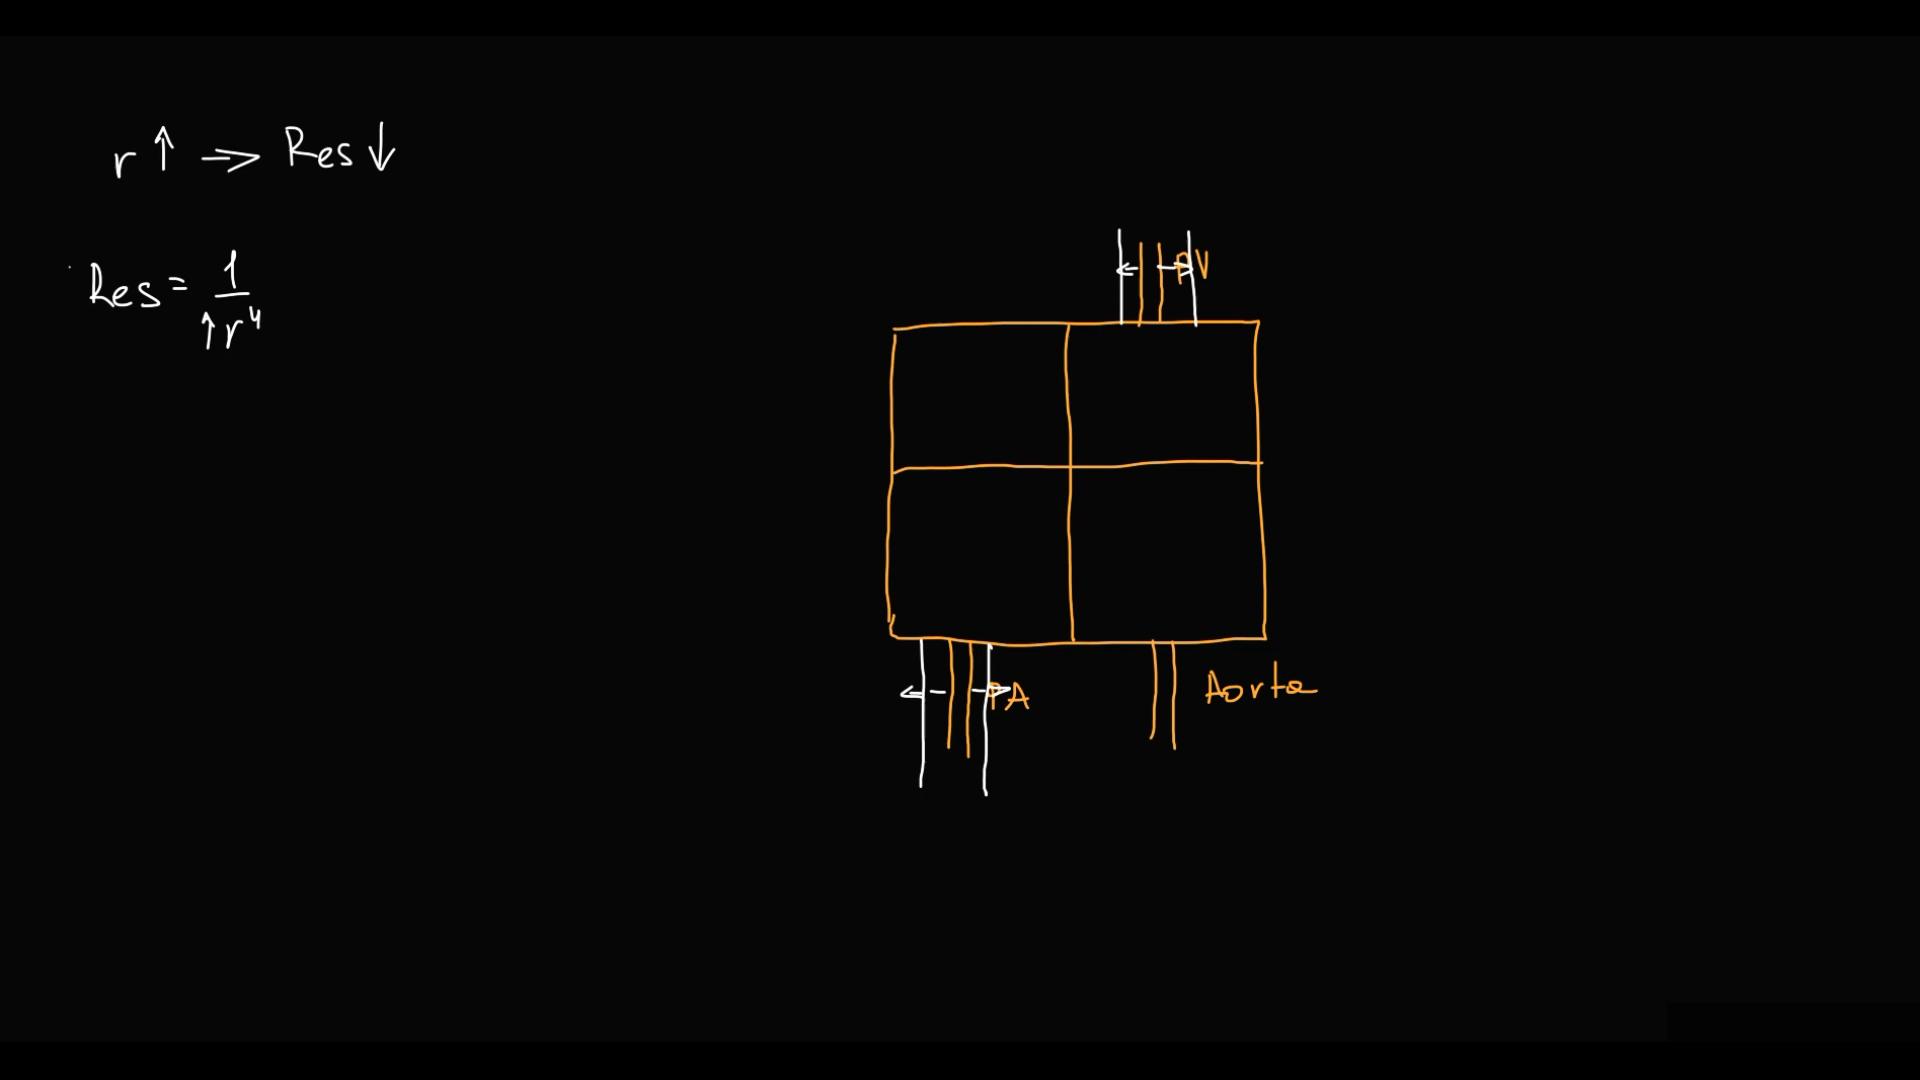 r↑ => Res↓
Res = 1/↑r⁴
PV
PA
Aorta